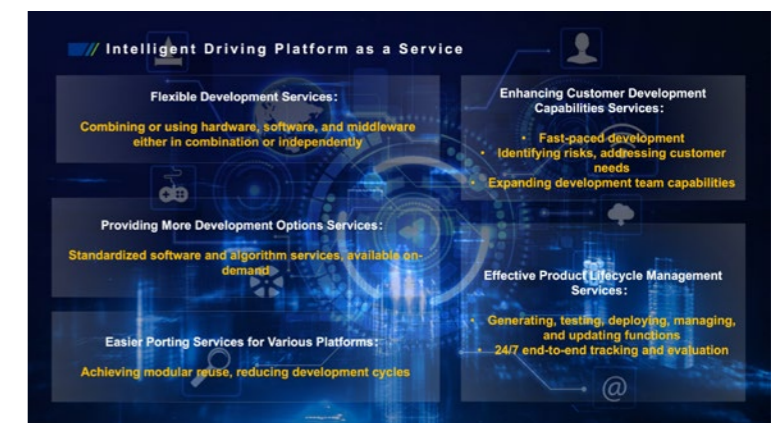 Intelligent Driving Platform as a Service
Flexible Development Services:
Combining or using hardware, software, and middleware
either in combination or independently
Providing More Development Options Services:
Standardized software and algorithm services, available on-
demand
Easier Porting Services for Various Platforms:
Achieving modular reuse, reducing development cycles
Enhancing Customer Development
Capabilities Services:
• Fast-paced development
• Identifying risks, addressing customer
needs
• Expanding development team capabilities
Effective Product Lifecycle Management
Services:
• Generating, testing, deploying, managing,
and updating functions
• 24/7 end-to-end tracking and evaluation
@